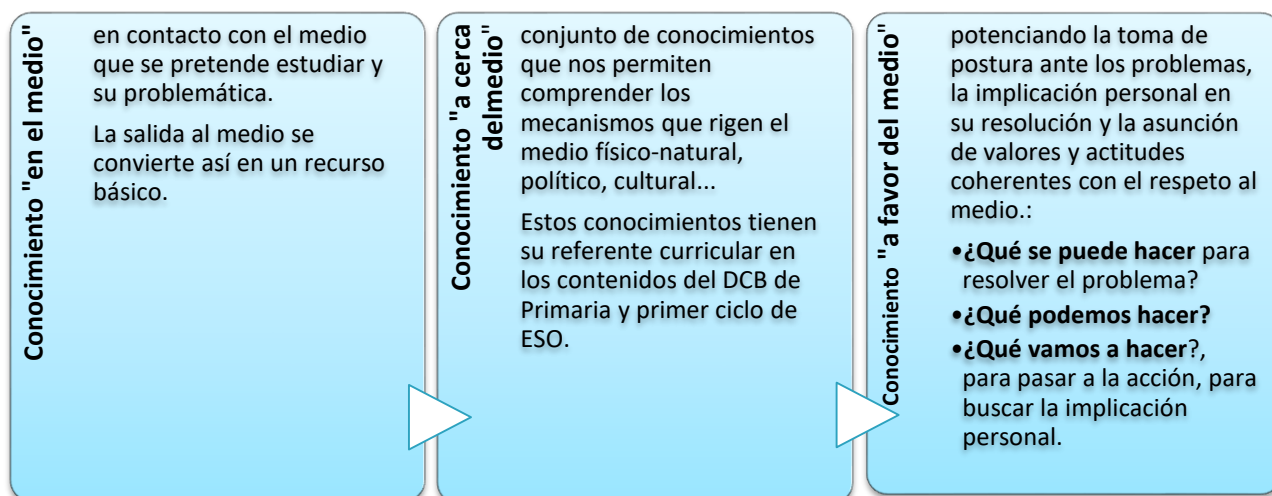 Conocimiento "en el medio"
en contacto con el medio
que se pretende estudiar y
su problemática.
La salida al medio se
convierte así en un recurso
básico.
Conocimiento "a cerca
delmedio"
conjunto de conocimientos
que nos permiten
comprender los
mecanismos que rigen el
medio físico-natural,
político, cultural...
Estos conocimientos tienen
su referente curricular en
los contenidos del DCB de
Primaria y primer ciclo de
ESO.
Conocimiento "a favor del medio"
potenciando la toma de
postura ante los problemas,
la implicación personal en
su resolución y la asunción
de valores y actitudes
coherentes con el respeto al
medio.:
•¿Qué se puede hacer para
resolver el problema?
•¿Qué podemos hacer?
•¿Qué vamos a hacer?,
para pasar a la acción, para
buscar la implicación
personal.